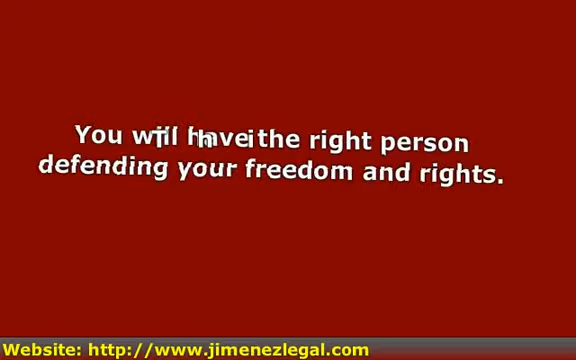 You will have the right person
defending your freedom and rights.
Website: http://www.jimenezlegal.com